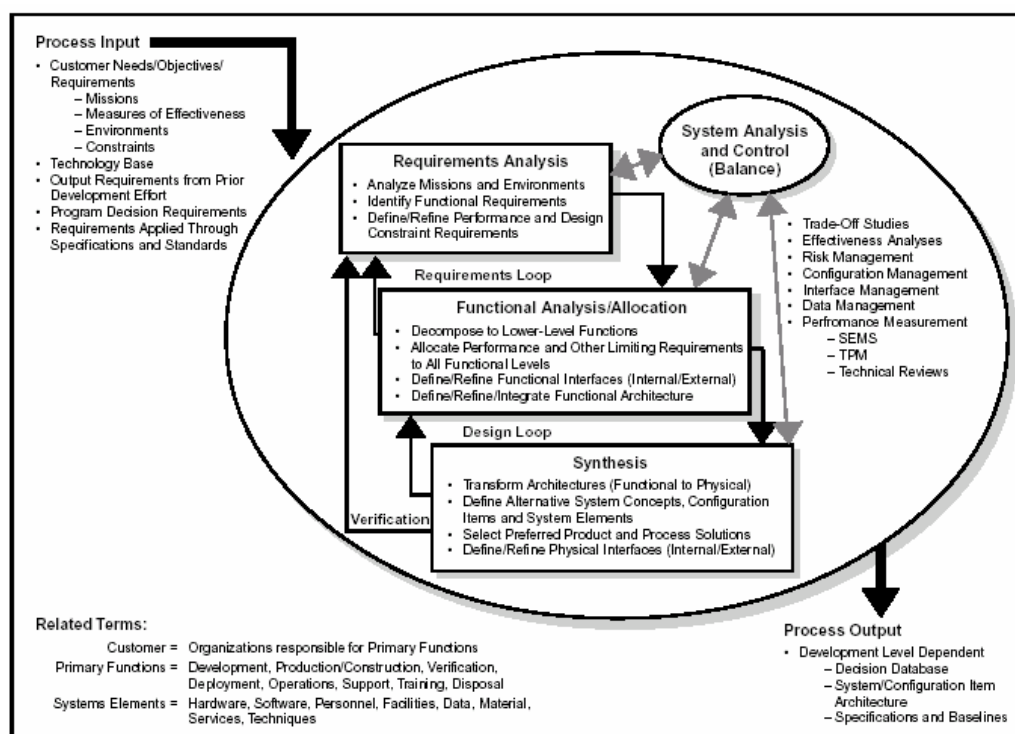 Process Input
• Customer Needs/Objectives/
Requirements
– Missions
– Measures of Effectiveness
– Environments
– Constraints
• Technology Base
• Output Requirements from Prior
Development Effort
• Program Decision Requirements
• Requirements Applied Through
Specifications and Standards
System Analysis
and Control
(Balance)
Requirements Analysis
• Analyze Missions and Environments
• Identify Functional Requirements
• Define/Refine Performance and Design
Constraint Requirements
• Trade-Off Studies
• Effectiveness Analyses
• Risk Management
• Configuration Management
• Interface Management
• Data Management
• Perfromance Measurement
– SEMS
– TPM
– Technical Reviews
Requirements Loop
Functional Analysis/Allocation
• Decompose to Lower-Level Functions
• Allocate Performance and Other Limiting Requirements
to All Functional Levels
• Define/Refine Functional Interfaces (Internal/External)
• Define/Refine/Integrate Functional Architecture
Design Loop
Synthesis
• Transform Architectures (Functional to Physical)
• Define Alternative System Concepts, Configuration
Items and System Elements
• Select Preferred Product and Process Solutions
• Define/Refine Physical Interfaces (Internal/External)
Verification
Related Terms:
Customer = Organizations responsible for Primary Functions
Primary Functions = Development, Production/Construction, Verification,
Deployment, Operations, Support, Training, Disposal
Systems Elements = Hardware, Software, Personnel, Facilities, Data, Material,
Services, Techniques
Process Output
• Development Level Dependent
– Decision Database
– System/Configuration Item
Architecture
– Specifications and Baselines